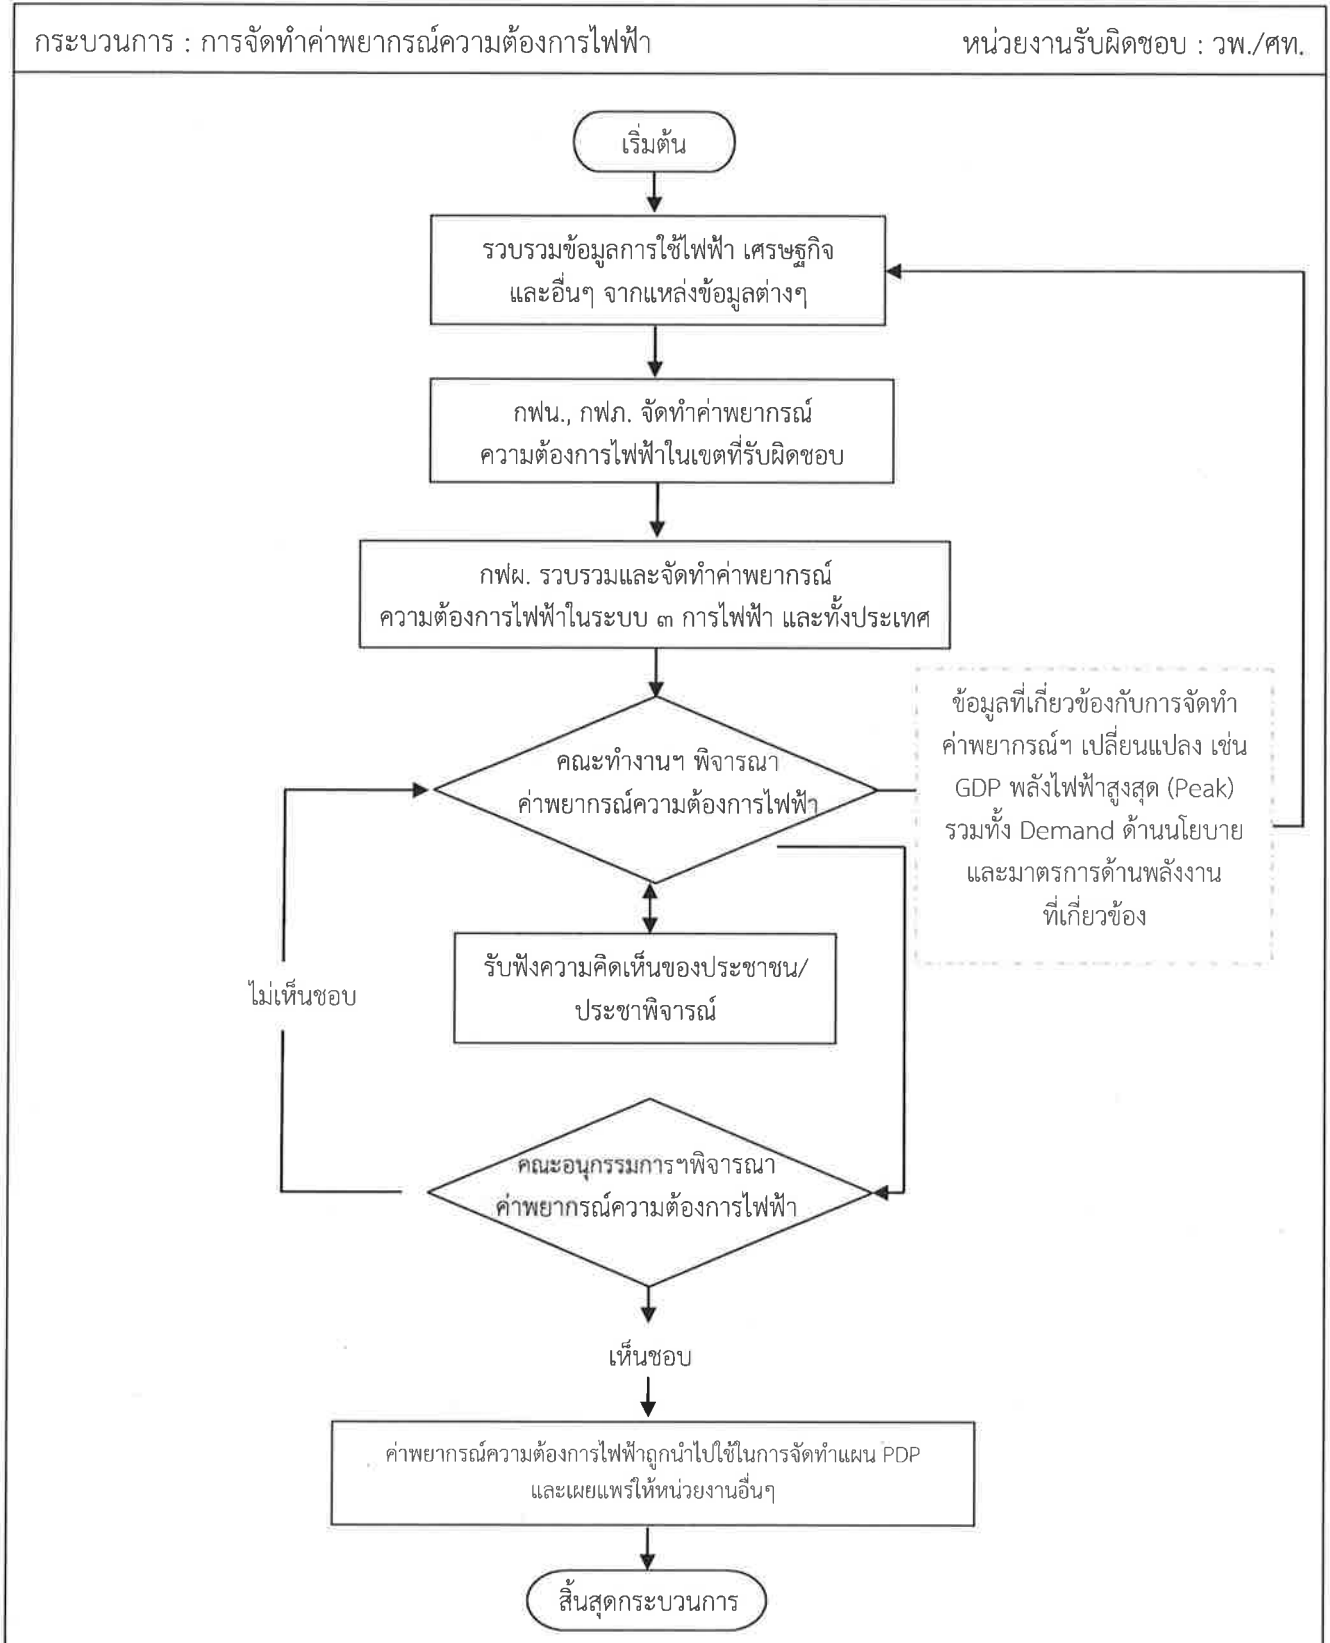 กระบวนการ : การจัดทำค่าพยากรณ์ความต้องการไฟฟ้า
หน่วยงานรับผิดชอบ : วพ./ศท.
เริ่มต้น
รวบรวมข้อมูลการใช้ไฟฟ้า เศรษฐกิจ
และอื่นๆ จากแหล่งข้อมูลต่างๆ
กฟน., กฟภ. จัดทำค่าพยากรณ์
ความต้องการไฟฟ้าในเขตที่รับผิดชอบ
กฟผ. รวบรวมและจัดทำค่าพยากรณ์
ความต้องการไฟฟ้าในระบบ ๓ การไฟฟ้า และทั้งประเทศ
คณะทำงานฯ พิจารณา
ค่าพยากรณ์ความต้องการไฟฟ้า
ข้อมูลที่เกี่ยวข้องกับการจัดทำ
ค่าพยากรณ์ฯ เปลี่ยนแปลง เช่น
GDP พลังไฟฟ้าสูงสุด (Peak)
รวมทั้ง Demand ด้านนโยบาย
และมาตรการด้านพลังงาน
ที่เกี่ยวข้อง
รับฟังความคิดเห็นของประชาชน/
ประชาพิจารณ์
ไม่เห็นชอบ
คณะอนุกรรมการฯพิจารณา
ค่าพยากรณ์ความต้องการไฟฟ้า
เห็นชอบ
ค่าพยากรณ์ความต้องการไฟฟ้าถูกนำไปใช้ในการจัดทำแผน PDP
และเผยแพร่ให้หน่วยงานอื่นๆ
สิ้นสุดกระบวนการ